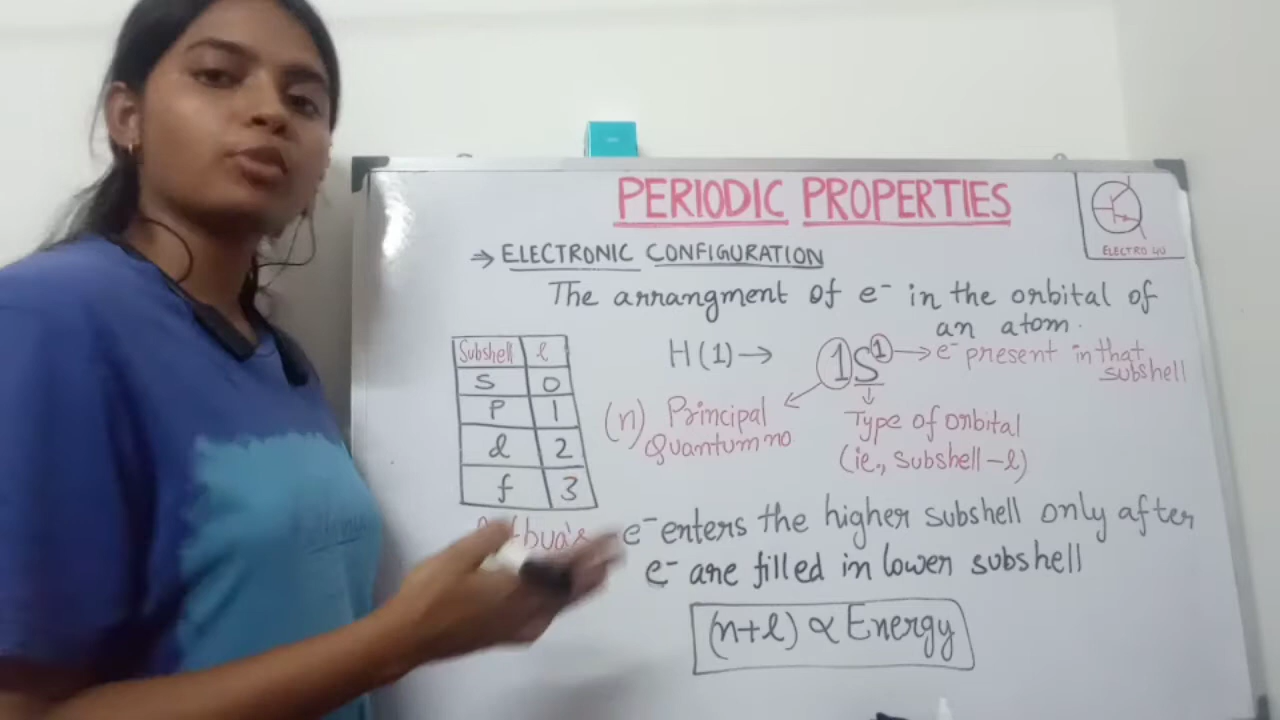 PERIODIC PROPERTIES
ELECTRO 4U
⇒ ELECTRONIC CONFIGURATION
The arrangment of e⁻ in the orbital of
an atom.
Subshell l
S 0
P 1
d 2
f 3
H(1)→ 1S¹ → e⁻ present in that
subshell
(n) Principal
Quantum no
Type of orbital
(ie., Subshell-l)
e⁻ enters the higher subshell only after
e⁻ are filled in lower subshell
(n+l) ∝ Energy